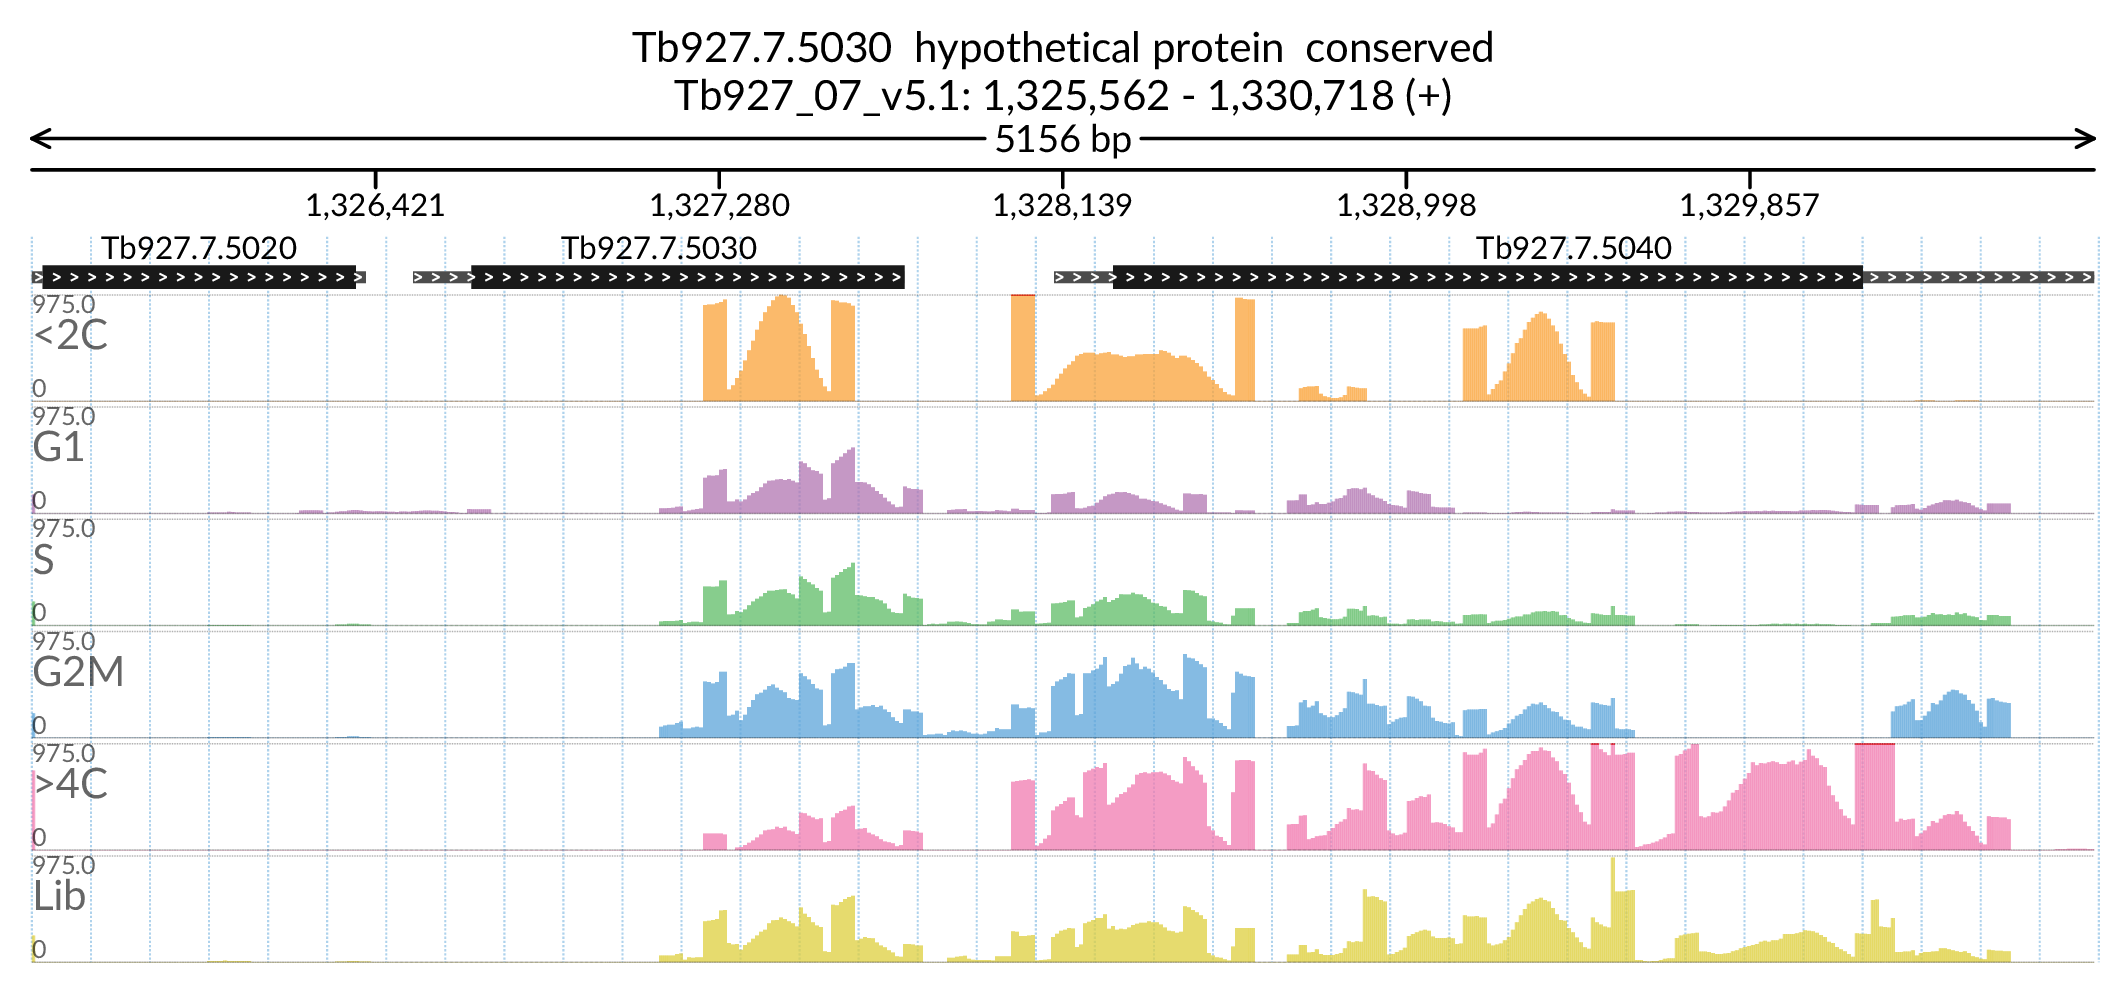 Tb927.7.5030  hypothetical protein  conserved
Tb927_07_v5.1: 1,325,562 - 1,330,718 (+)
5156 bp
1,326,421 1,327,280 1,328,139 1,328,998 1,329,857
Tb927.7.5020 Tb927.7.5030 Tb927.7.5040
975.0
<2C
0
975.0
G1
0
975.0
S
0
975.0
G2M
0
975.0
>4C
0
975.0
Lib
0